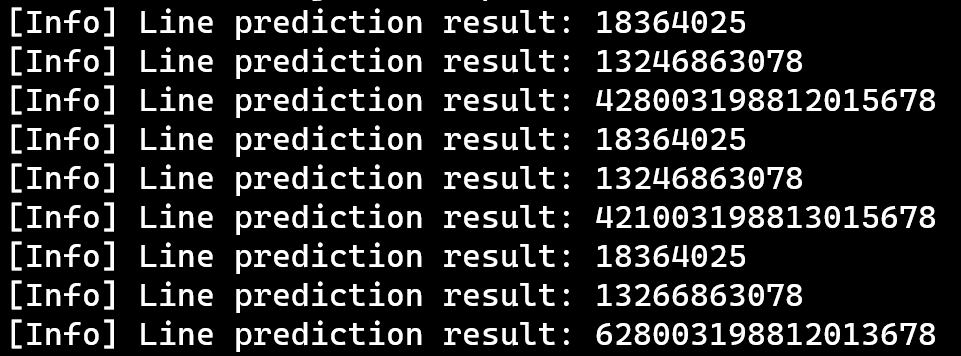 [Info] Line prediction result: 18364025
[Info] Line prediction result: 13246863078
[Info] Line prediction result: 428003198812015678
[Info] Line prediction result: 18364025
[Info] Line prediction result: 13246863078
[Info] Line prediction result: 421003198813015678
[Info] Line prediction result: 18364025
[Info] Line prediction result: 13266863078
[Info] Line prediction result: 628003198812013678